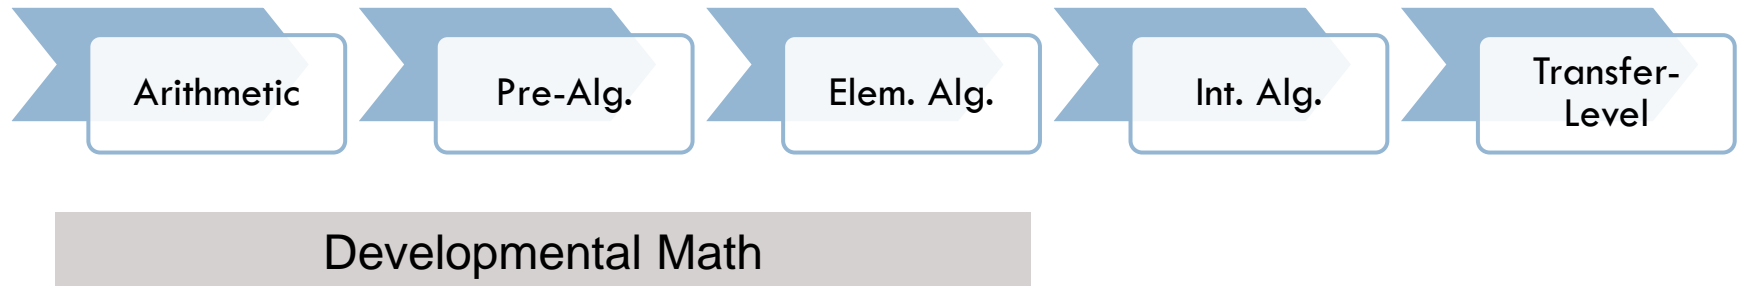 Arithmetic
Pre-Alg.
Elem. Alg.
Int. Alg.
Transfer-
Level
Developmental Math